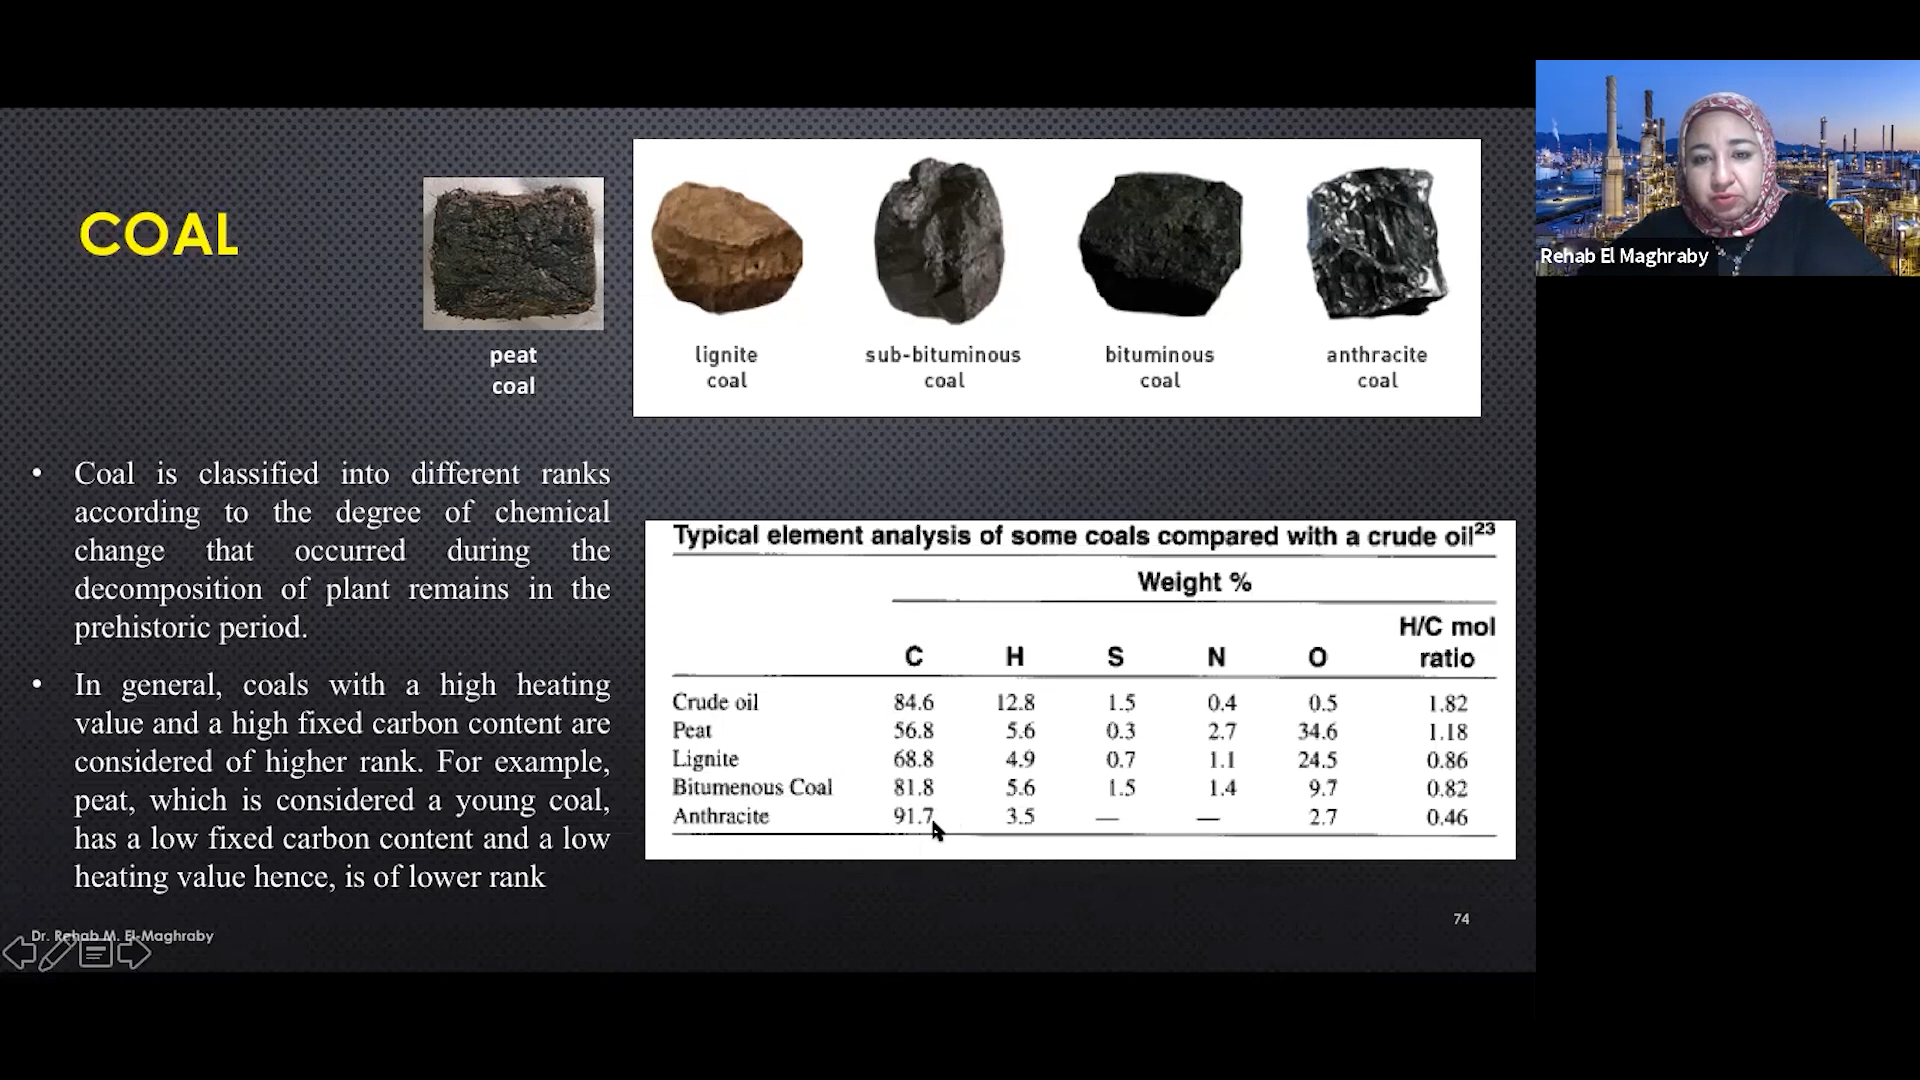 COAL
peat
coal
lignite
coal
sub-bituminous
coal
bituminous
coal
anthracite
coal
• Coal is classified into different ranks
according to the degree of chemical
change that occurred during the
decomposition of plant remains in the
prehistoric period.
• In general, coals with a high heating
value and a high fixed carbon content are
considered of higher rank. For example,
peat, which is considered a young coal,
has a low fixed carbon content and a low
heating value hence, is of lower rank
Typical element analysis of some coals compared with a crude oil23
Weight %
H/C mol
C H S N O ratio
Crude oil 84.6 12.8 1.5 0.4 0.5 1.82
Peat 56.8 5.6 0.3 2.7 34.6 1.18
Lignite 68.8 4.9 0.7 1.1 24.5 0.86
Bitumenous Coal 81.8 5.6 1.5 1.4 9.7 0.82
Anthracite 91.7 3.5 — — 2.7 0.46
74
Dr. Rehab M. El-Maghraby
Rehab El Maghraby